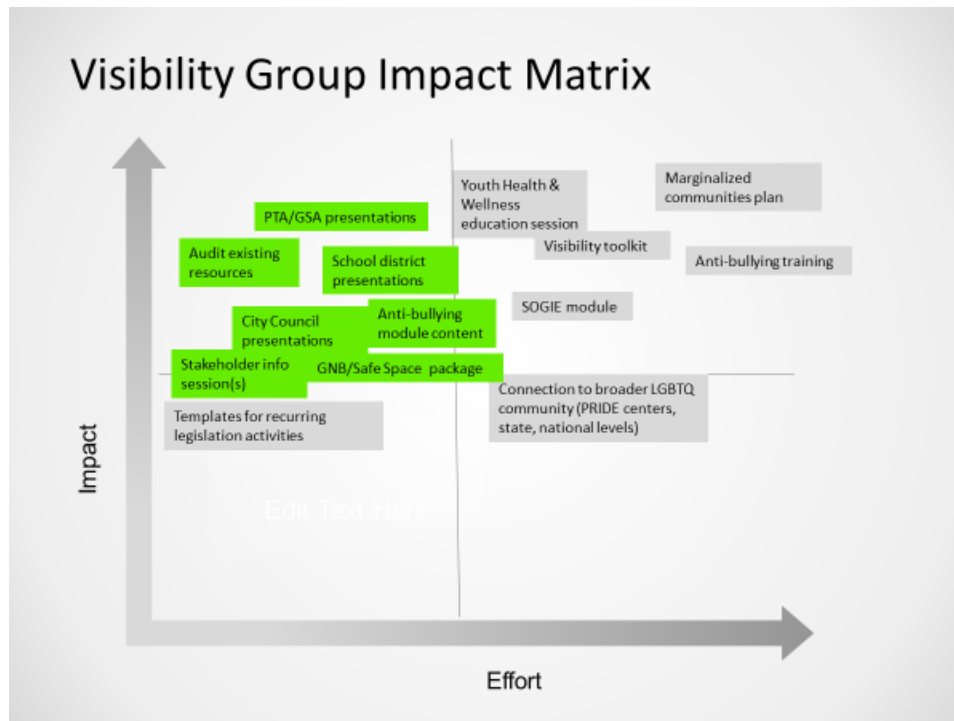 Visibility Group Impact Matrix
Youth Health &
Wellness
education session
Marginalized
communities plan
PTA/GSA presentations
Audit existing
resources
School district
presentations
Visibility toolkit
Anti-bullying training
City Council
presentations
Anti-bullying
module content
SOGIE module
Stakeholder info
session(s)
GNB/Safe Space package
Connection to broader LGBTQ
community (PRIDE centers,
state, national levels)
Templates for recurring
legislation activities
Edit Text Here
Impact
Effort